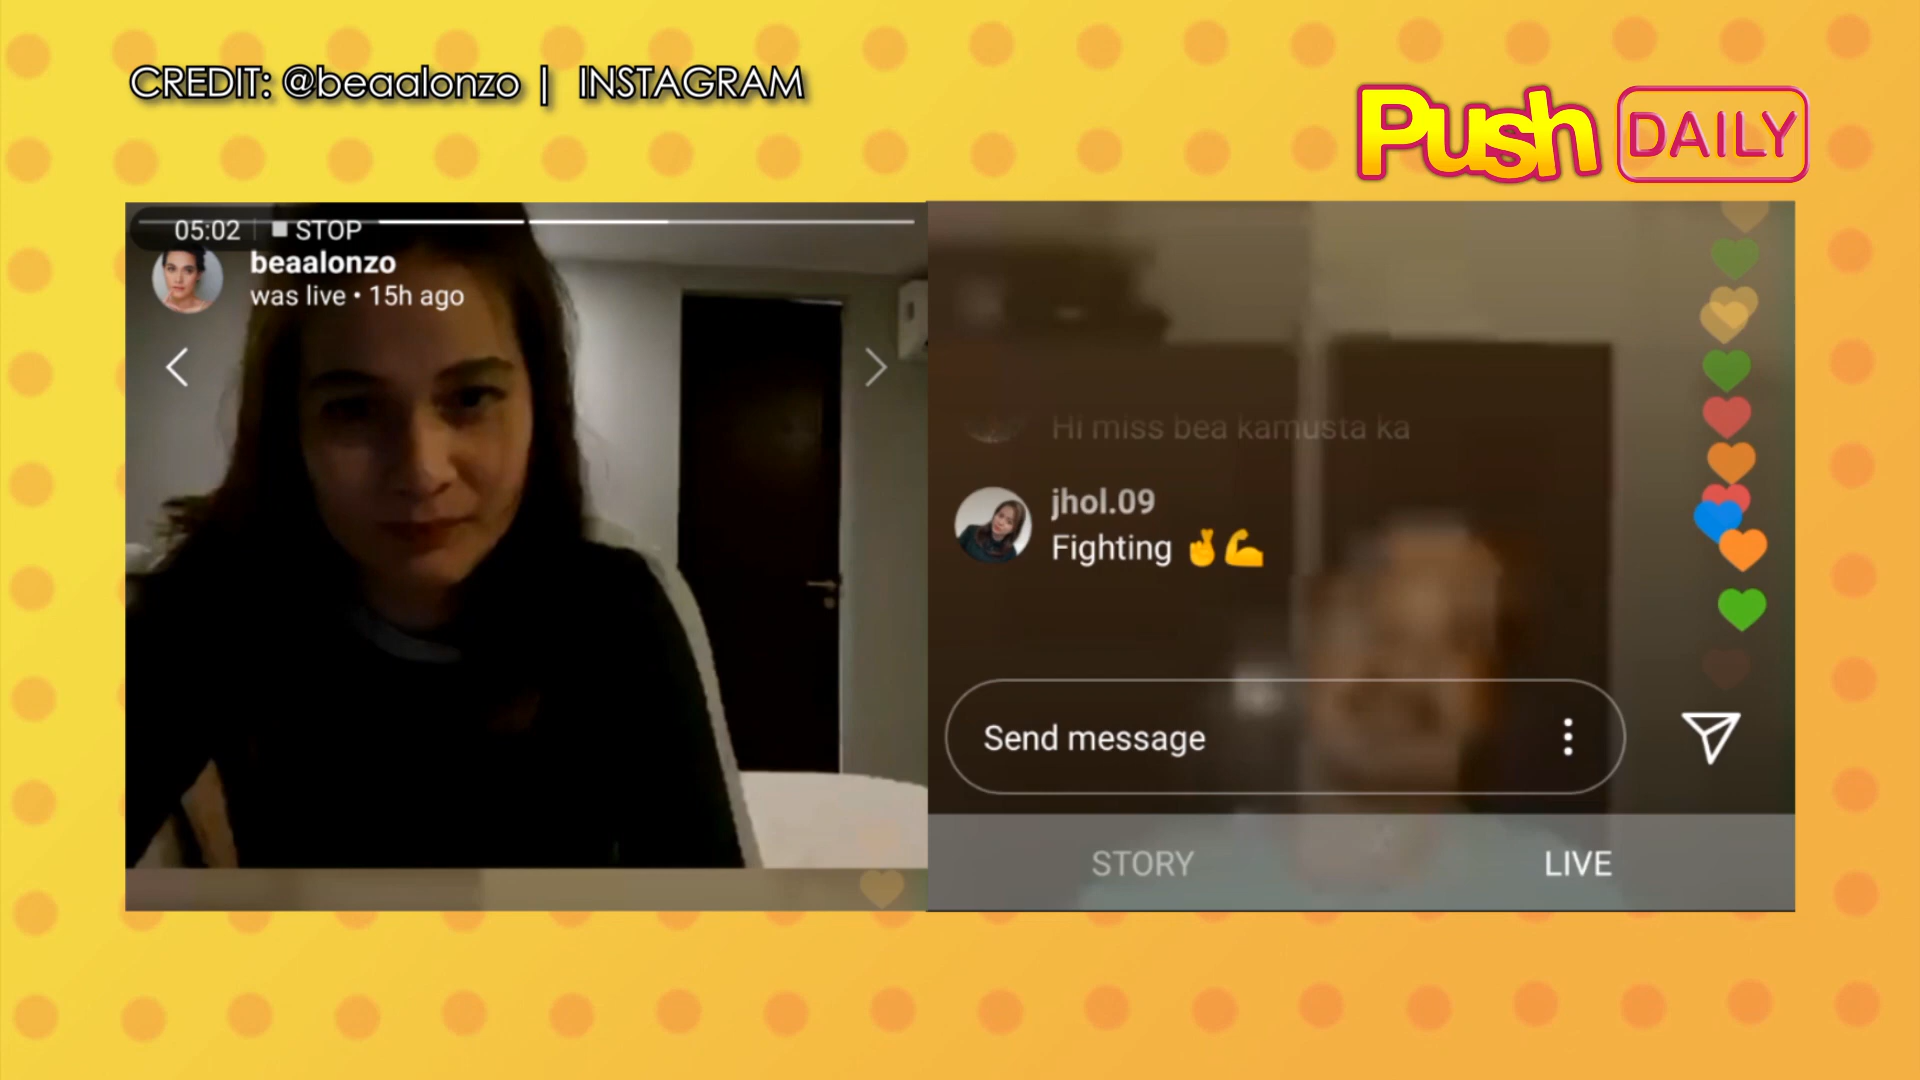 CREDIT: @beaalonzo | INSTAGRAM
Push DAILY
05:02 STOP
beaalonzo
was live • 15h ago
Hi miss bea kamusta ka
jhol.09
Fighting 🤞💪
Send message
STORY LIVE